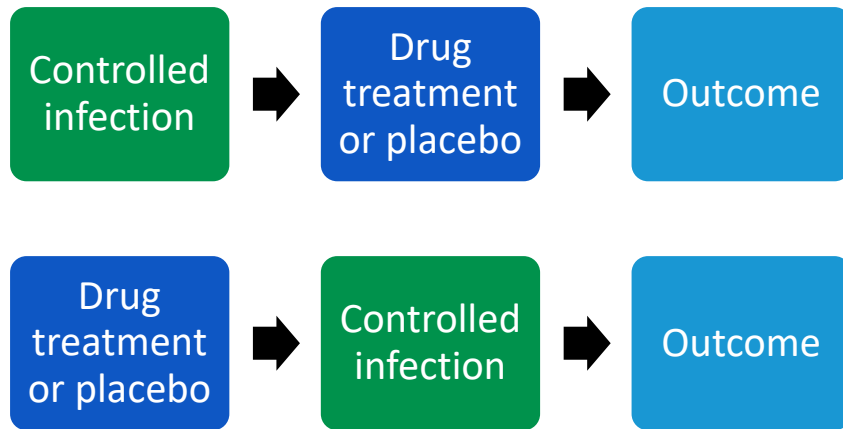 Controlled
infection
Drug
treatment
or placebo
Outcome
Drug
treatment
or placebo
Controlled
infection
Outcome